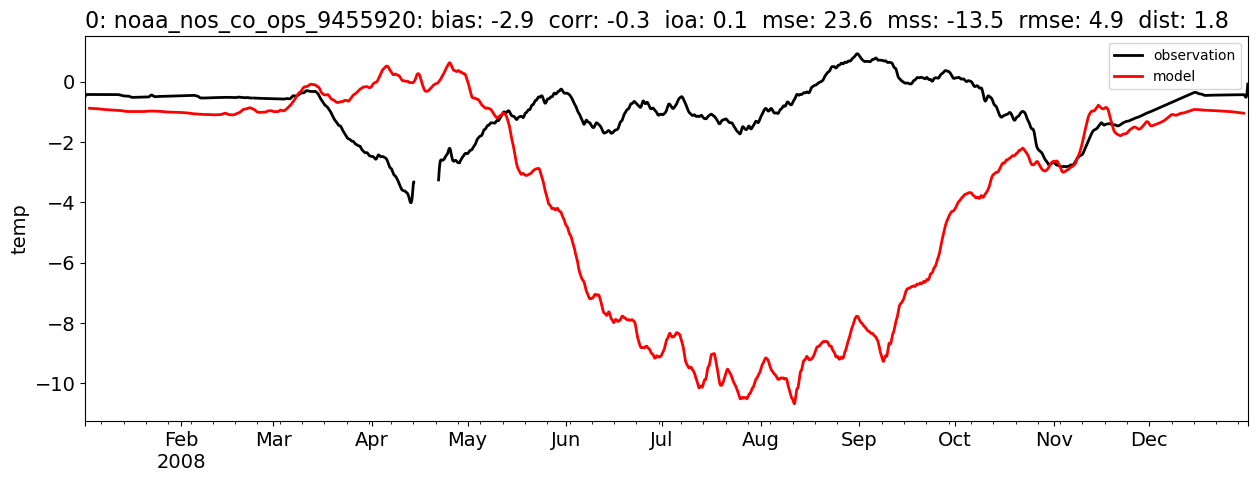 0: noaa_nos_co_ops_9455920: bias: -2.9  corr: -0.3  ioa: 0.1  mse: 23.6  mss: -13.5  rmse: 4.9  dist: 1.8
observation
model
temp
0
−2
−4
−6
−8
−10
Feb Mar Apr May Jun Jul Aug Sep Oct Nov Dec
2008